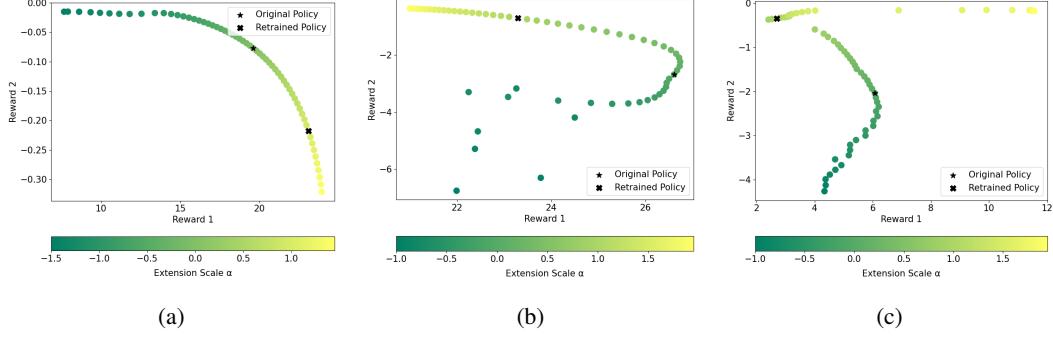 0.00
−0.05
−0.10
−0.15
−0.20
−0.25
−0.30
Reward 2
Original Policy
Retrained Policy
10
15
20
Reward 1
−1.5
−1.0
−0.5
0.0
0.5
1.0
Extension Scale α
(a)
−2
−4
−6
Reward 2
Original Policy
Retrained Policy
22
24
26
Reward 1
−1.0
−0.5
0.0
0.5
1.0
1.5
Extension Scale α
(b)
0
−1
−2
−3
−4
Reward 2
Original Policy
Retrained Policy
2
4
6
8
10
12
Reward 1
−1.0
−0.5
0.0
0.5
1.0
1.5
Extension Scale α
(c)